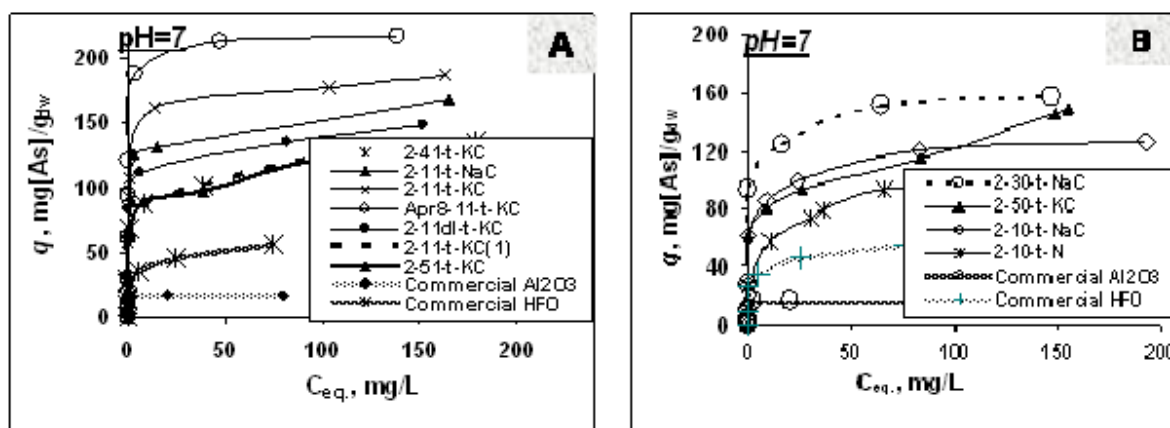 pH=7
A
q, mg[As]/gdw
200
150
100
50
0
2-41-t-KC
2-11-t-NaC
2-11-t-KC
Apr8-11-t-KC
2-11dl-t-KC
2-11-t-KC(1)
2-51-t-KC
Commercial Al2O3
Commercial HFO
0 50 100 150 200
Ceq., mg/L
pH=7
B
q, mg[As]/gdw
200
160
120
80
40
0
2-30-t-NaC
2-50-t-KC
2-10-t-NaC
2-10-t-N
Commercial Al2O3
Commercial HFO
0 50 100 150 200
Ceq., mg/L